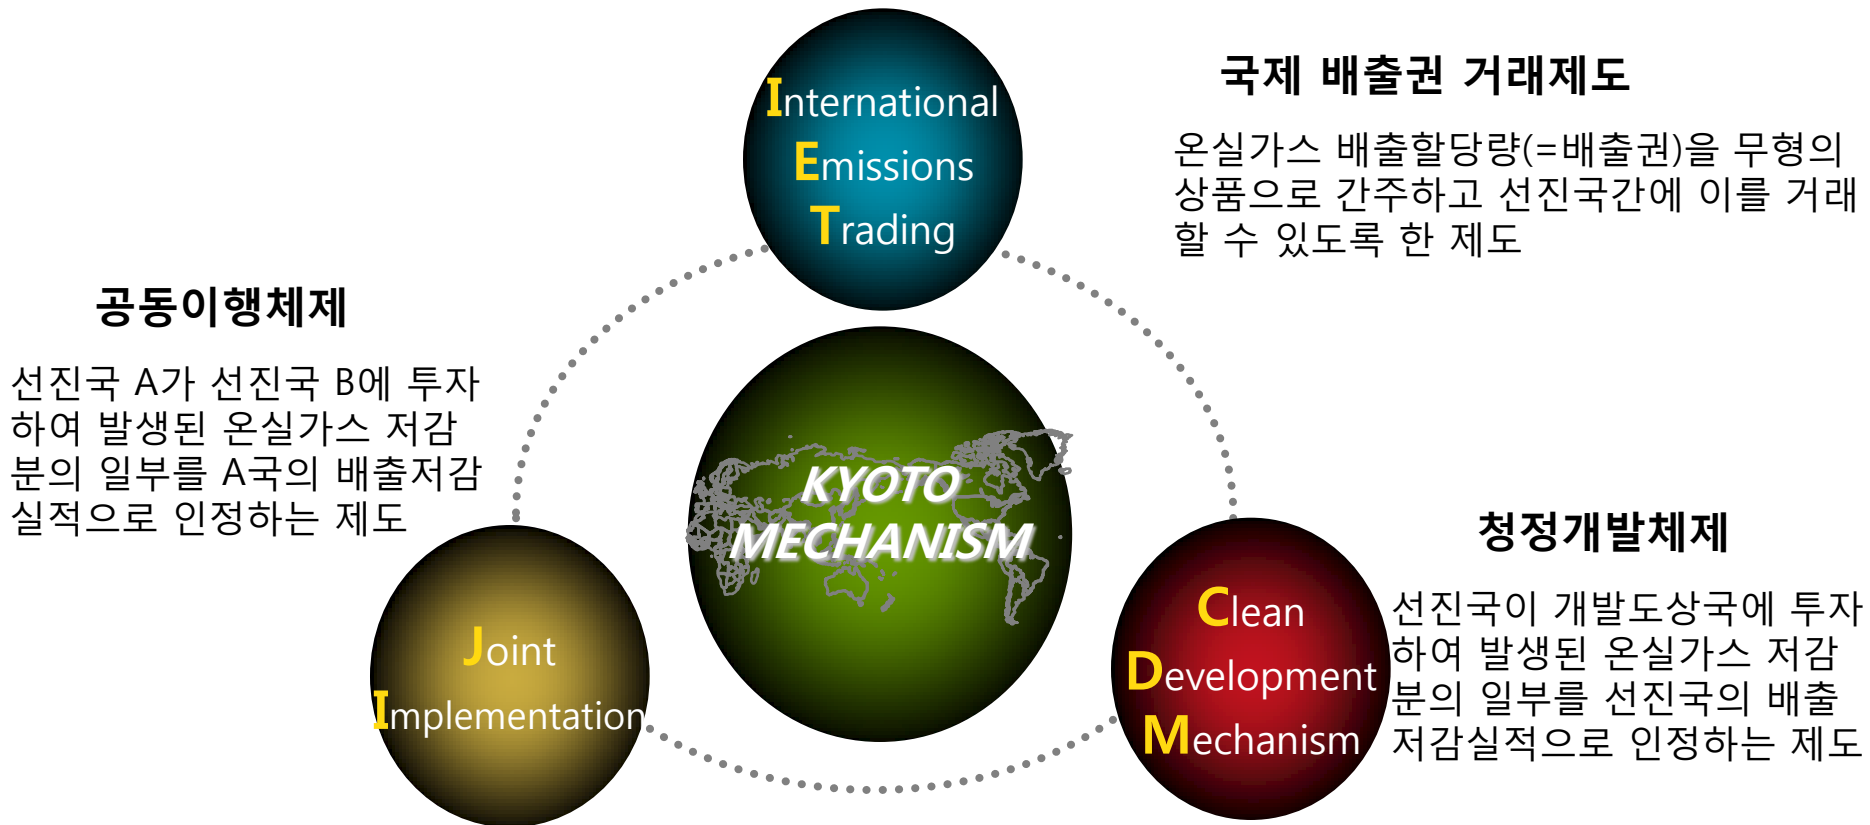 International
Emissions
Trading
국제 배출권 거래제도
온실가스 배출할당량(=배출권)을 무형의
상품으로 간주하고 선진국간에 이를 거래
할 수 있도록 한 제도
공동이행체제
선진국 A가 선진국 B에 투자
하여 발생된 온실가스 저감
분의 일부를 A국의 배출저감
실적으로 인정하는 제도
KYOTO
MECHANISM
Joint
Implementation
Clean
Development
Mechanism
청정개발체제
선진국이 개발도상국에 투자
하여 발생된 온실가스 저감
분의 일부를 선진국의 배출
저감실적으로 인정하는 제도